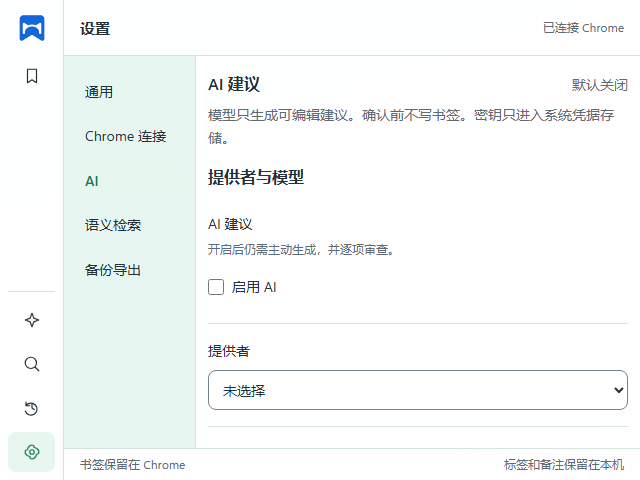 设置
已连接 Chrome
通用
Chrome 连接
AI
语义检索
备份导出
AI 建议
默认关闭
模型只生成可编辑建议。确认前不写书签。密钥只进入系统凭据存
储。
提供者与模型
AI 建议
开启后仍需主动生成，并逐项审查。
启用 AI
提供者
未选择
书签保留在 Chrome
标签和备注保留在本机